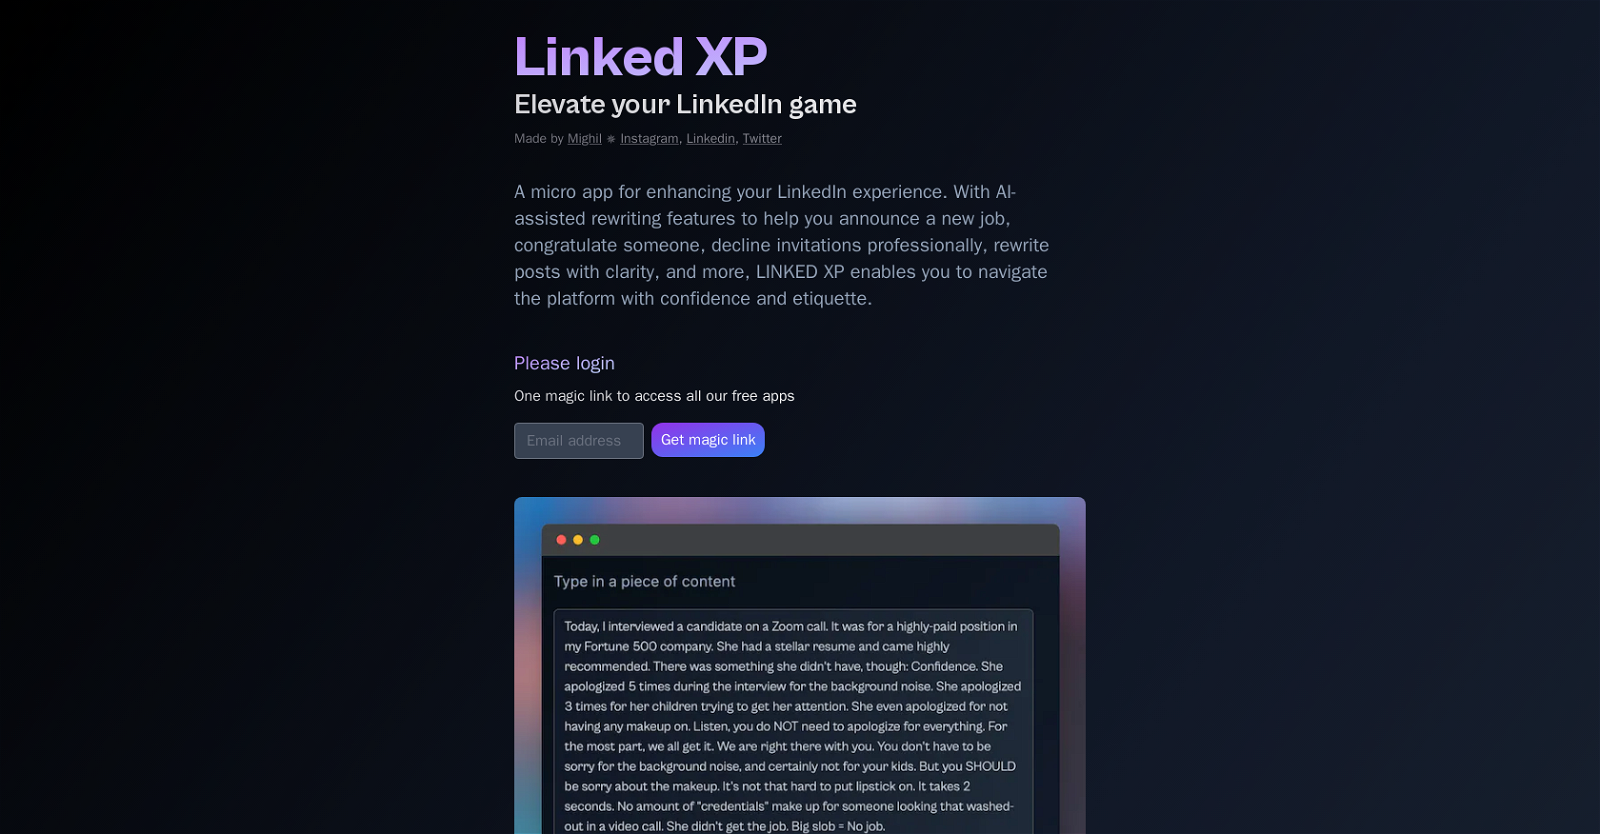 Linked XP
Elevate your LinkedIn game
Made by Mighil ✵ Instagram, Linkedin, Twitter
A micro app for enhancing your LinkedIn experience. With AI-
assisted rewriting features to help you announce a new job,
congratulate someone, decline invitations professionally, rewrite
posts with clarity, and more, LINKED XP enables you to navigate
the platform with confidence and etiquette.
Please login
One magic link to access all our free apps
Email address
Get magic link
Type in a piece of content
Today, I interviewed a candidate on a Zoom call. It was for a highly-paid position in
my Fortune 500 company. She had a stellar resume and came highly
recommended. There was something she didn't have, though: Confidence. She
apologized 5 times during the interview for the background noise. She apologized
3 times for her children trying to get her attention. She even apologized for not
having any makeup on. Listen, you do NOT need to apologize for everything. For
the most part, we all get it. We are right there with you. You don't have to be
sorry for the background noise, and certainly not for your kids. But you SHOULD
be sorry about the makeup. It's not that hard to put lipstick on. It takes 2
seconds. No amount of "credentials" make up for someone looking that washed-
out in a video call. She didn't get the job. Big slob = No job.